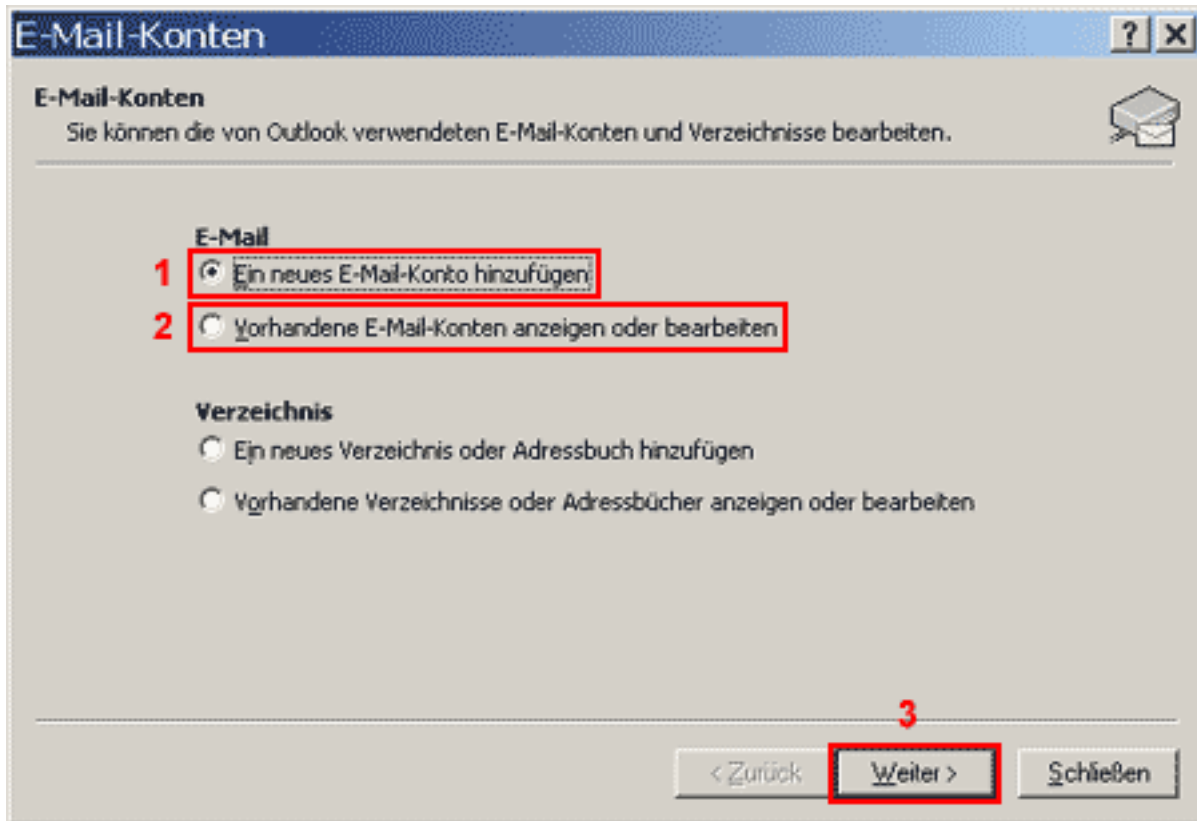 E-Mail-Konten
E-Mail-Konten
Sie können die von Outlook verwendeten E-Mail-Konten und Verzeichnisse bearbeiten.
E-Mail
1 Ein neues E-Mail-Konto hinzufügen
2 Vorhandene E-Mail-Konten anzeigen oder bearbeiten
Verzeichnis
Ein neues Verzeichnis oder Adressbuch hinzufügen
Vorhandene Verzeichnisse oder Adressbücher anzeigen oder bearbeiten
3
< Zurück Weiter > Schließen